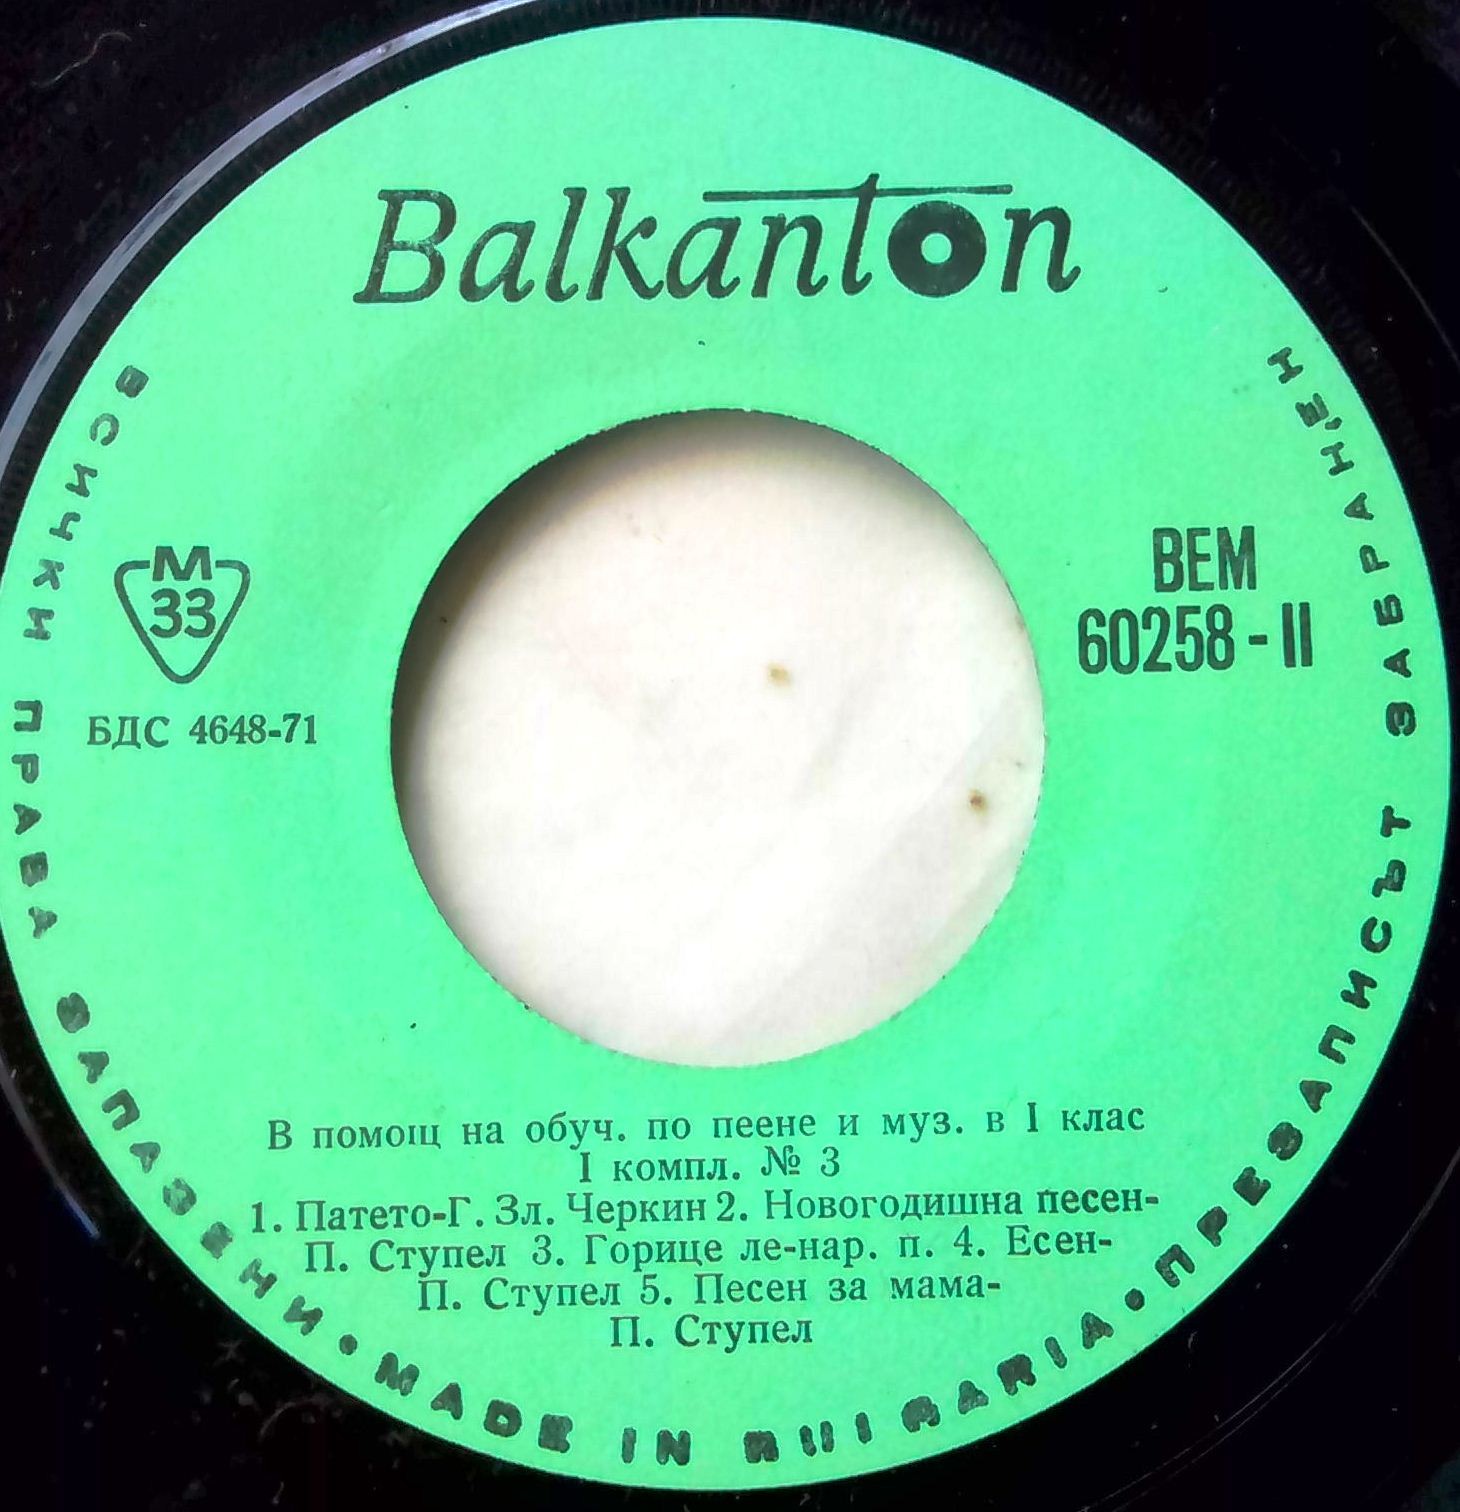 Balkanton
M
33
БДС 4648-71
ВЕМ
60258-II
В помощ на обуч. по пеене и муз. в I клас
I компл. № 3
1. Патето-Г. Зл. Черкин 2. Новогодишна песен-
П. Ступел 3. Горице ле-нар. п. 4. Есен-
П. Ступел 5. Песен за мама-
П. Ступел
ВСИЧКИ ПРАВА ЗАПАЗЕНИ • MADE IN BULGARIA • ПРЕЗАПИСЪТ ЗАБРАНЕН